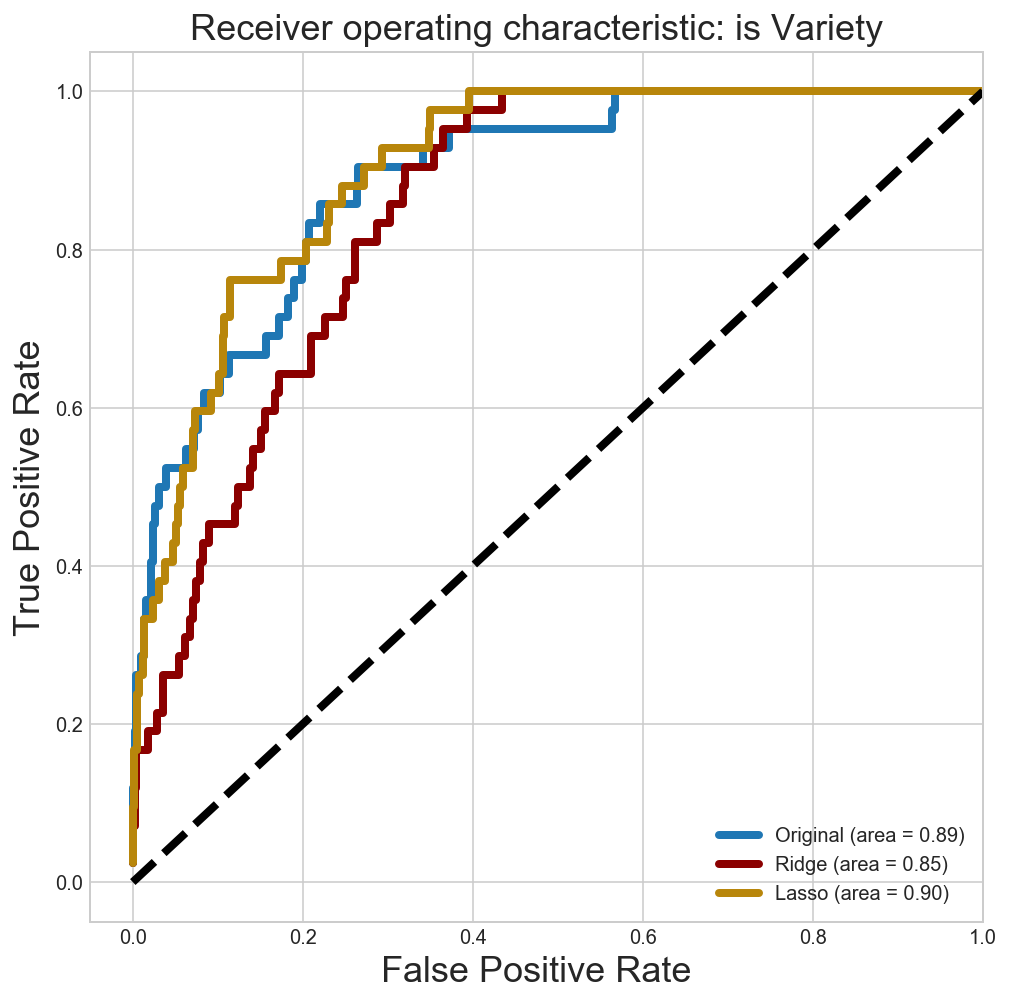 Receiver operating characteristic: is Variety
True Positive Rate
1.0
0.8
0.6
0.4
0.2
0.0
Original (area = 0.89)
Ridge (area = 0.85)
Lasso (area = 0.90)
0.0 0.2 0.4 0.6 0.8 1.0
False Positive Rate